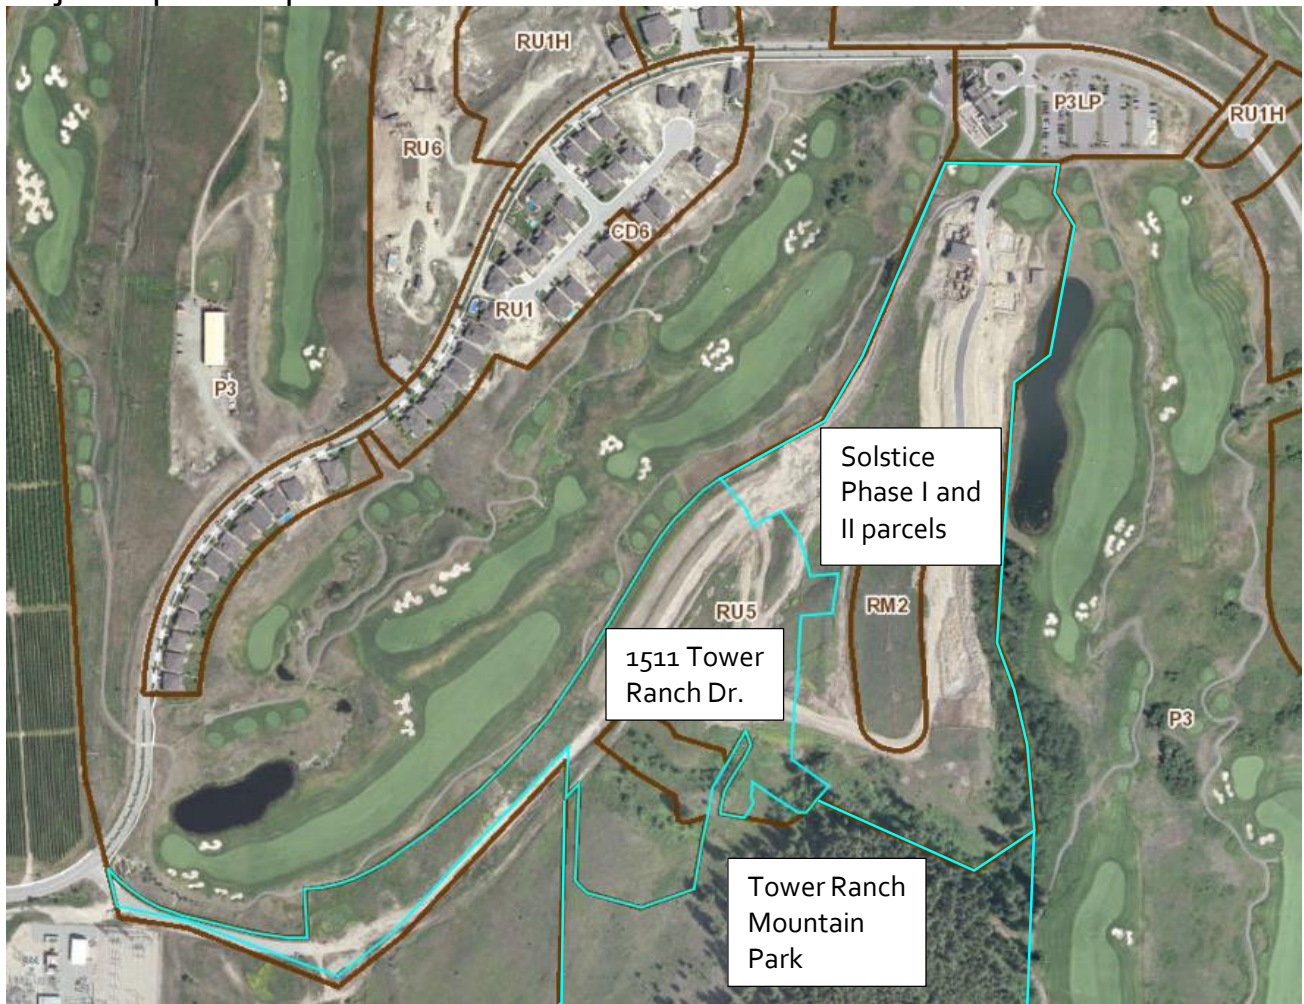 RU1H
P3LP
RU1H
RU6
CD6
RU1
P3
Solstice
Phase I and
II parcels
RU5
RM2
1511 Tower
Ranch Dr.
P3
Tower Ranch
Mountain
Park